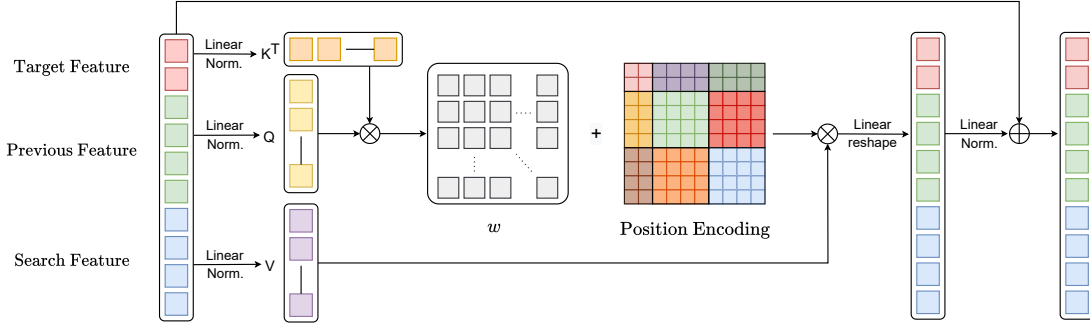 Target Feature
Previous Feature
Search Feature
Linear
Norm.
K^T
Linear
Norm.
Q
Linear
Norm.
V
w
+
Position Encoding
Linear
reshape
Linear
Norm.